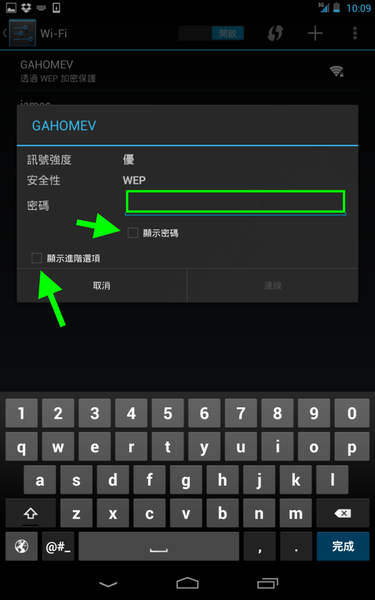 3G 10:09
Wi-Fi 開啟
GAHOMEV
透過 WEP 加密保護
james
GAHOMEV
訊號強度 優
安全性 WEP
密碼
顯示密碼
顯示進階選項
取消 連線
1 2 3 4 5 6 7 8 9 0
q w e r t y u i o p
a s d f g h j k l
z x c v b n m
@#_ , . 完成